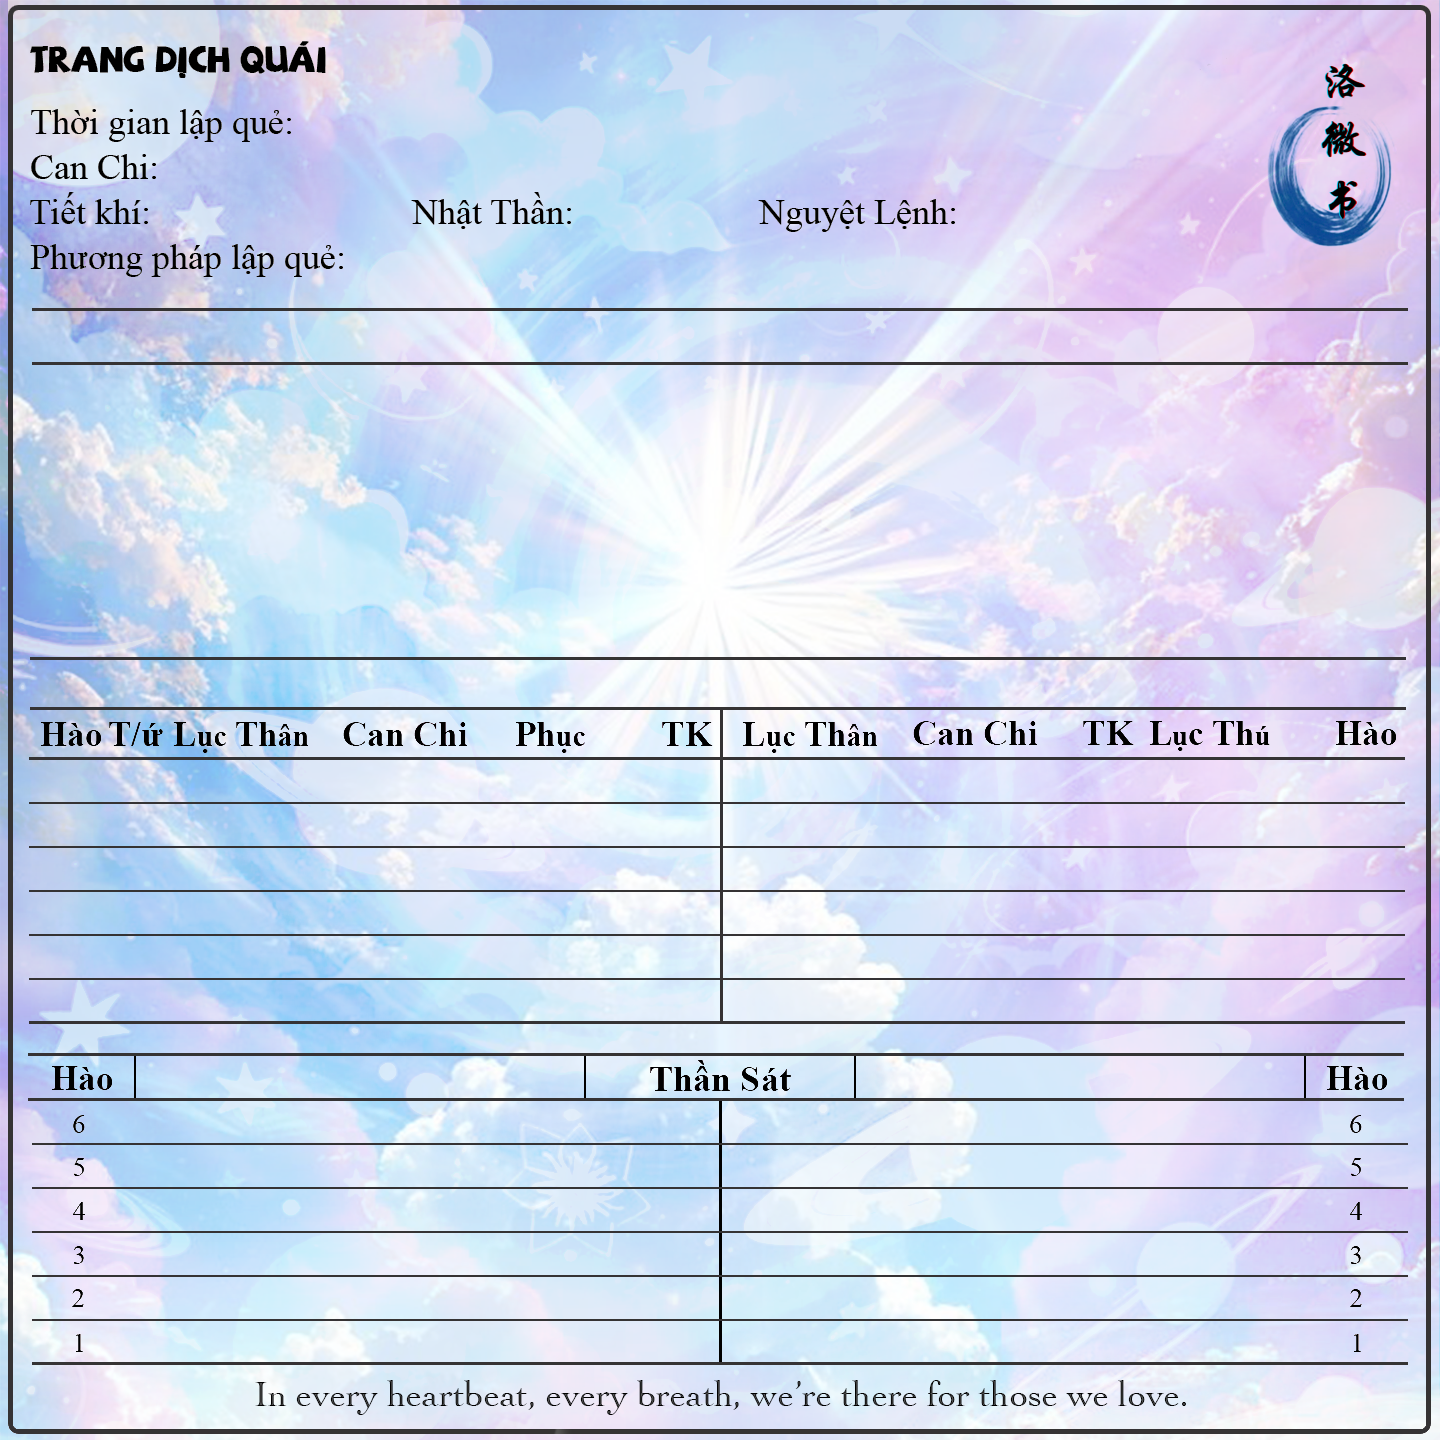 TRANG DỊCH QUÁI
洛
微
书
Thời gian lập quẻ:
Can Chi:
Tiết khí: Nhật Thần: Nguyệt Lệnh:
Phương pháp lập quẻ:
Hào T/ứ Lục Thân Can Chi Phục TK Lục Thân Can Chi TK Lục Thú Hào
Hào Thần Sát Hào
6 6
5 5
4 4
3 3
2 2
1 1
In every heartbeat, every breath, we're there for those we love.